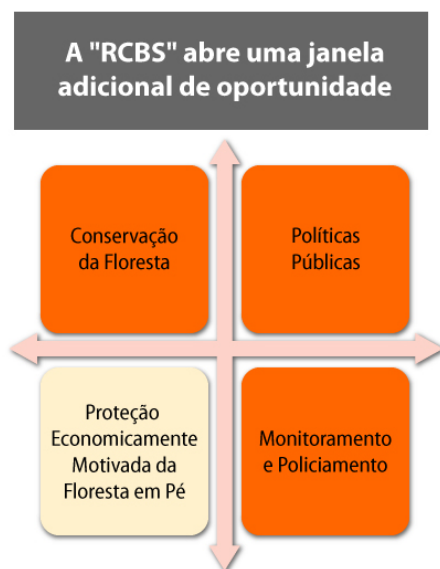 A "RCBS" abre uma janela
adicional de oportunidade
Conservação
da Floresta
Políticas
Públicas
Proteção
Economicamente
Motivada da
Floresta em Pé
Monitoramento
e Policiamento